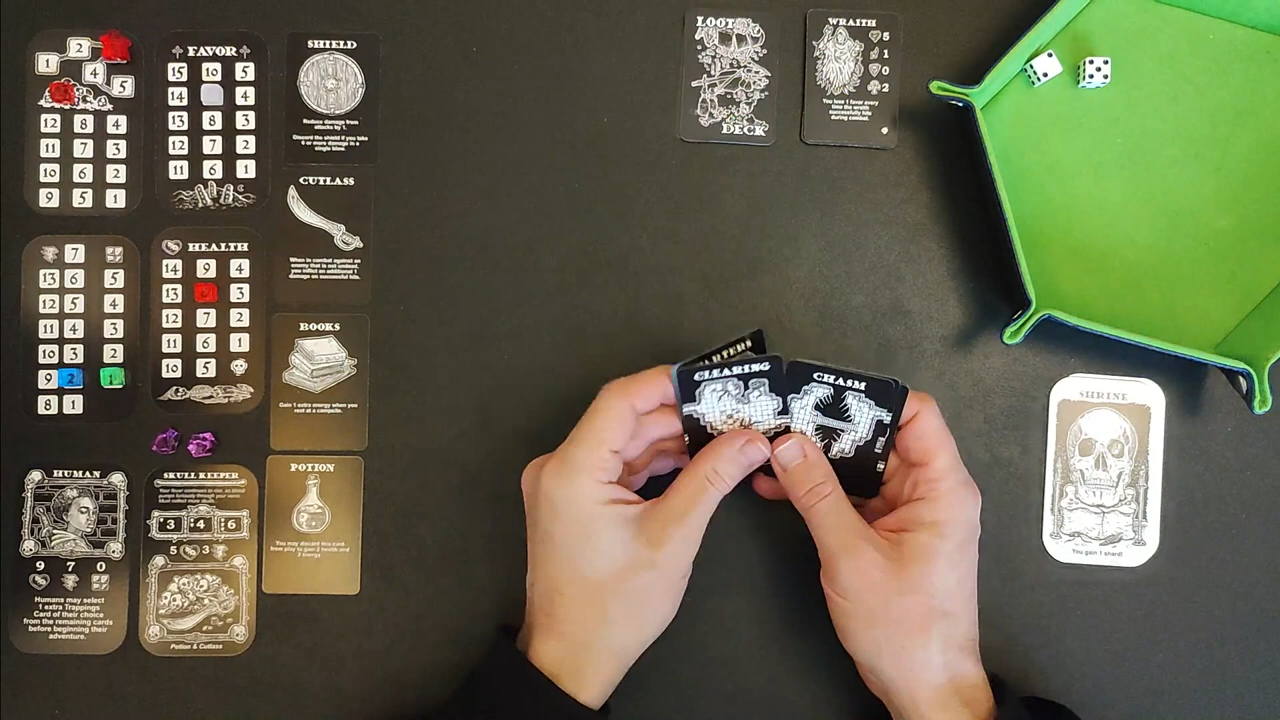 1 2
4 5
12 8 4
11 7 3
10 6 2
9 5 1
FAVOR
15 10 5
14 4
13 8 3
12 7 2
11 6 1
SHIELD
Reduce damage from
attacks by 1.
Discard the shield if you take
6 or more damage in a
single blow.
CUTLASS
When in combat against an
enemy that is not undead,
you inflict an additional 1
damage on successful hits.
7
13 6 5
12 5 4
11 4 3
10 3 2
9 2 1
8 1
HEALTH
14 9 4
13 3
12 7 2
11 6 1
10 5
BOOKS
Gain 1 extra energy when you
rest at a campsite.
HUMAN
9 7 0
Humans may select
1 extra Trappings
Card of their choice
from the remaining cards
before beginning their
adventure.
SKULL KEEPER
3 4 6
5 3
Potion & Cutlass
POTION
You may discard this card
from play to gain 2 health and
2 energy
LOOT
DECK
WRAITH
5
1
0
2
You lose 1 favor every
time the wraith
successfully hits
during combat.
CLEARING
CHASM
SHRINE
You gain 1 shard!